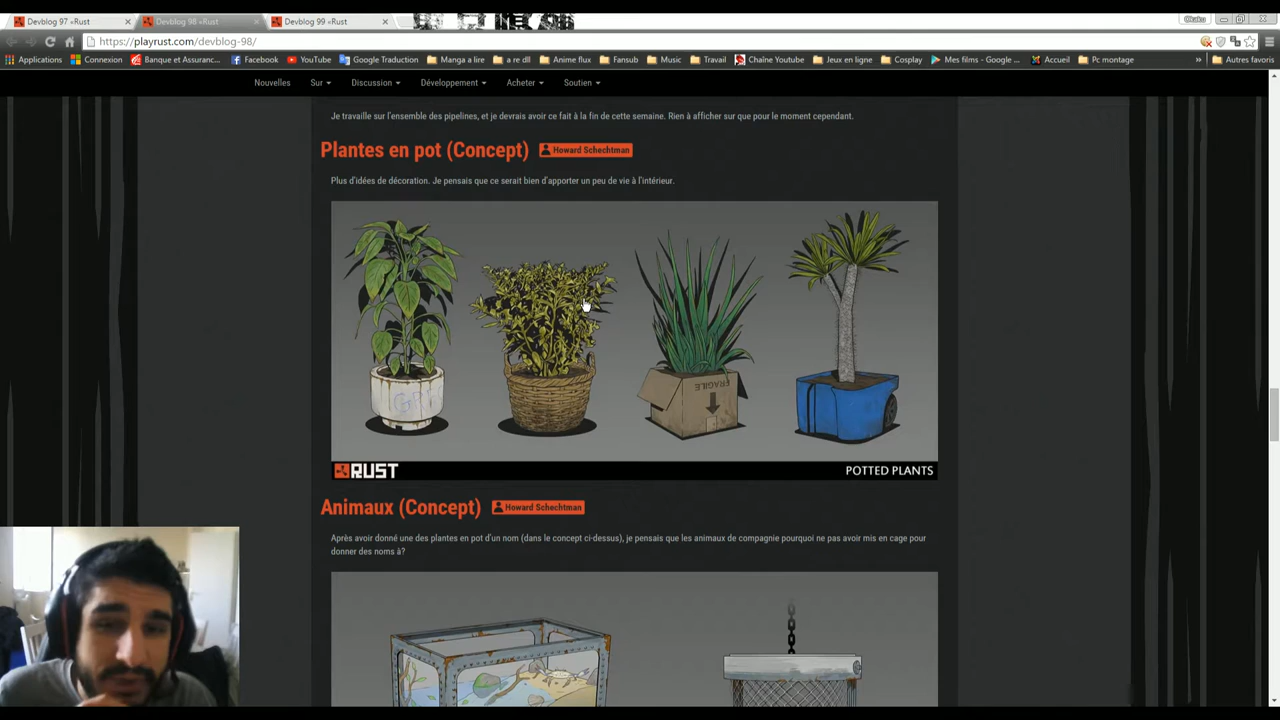 Devblog 97 «Rust
Devblog 98 «Rust
Devblog 99 «Rust
Otaku
https://playrust.com/devblog-98/
Applications
Connexion
Banque et Assuranc...
Facebook
YouTube
Google Traduction
Manga a lire
a re dll
Anime flux
Fansub
Music
Travail
Chaîne Youtube
Jeux en ligne
Cosplay
Mes films - Google ...
Accueil
Pc montage
»
Autres favoris
Nouvelles
Sur
Discussion
Développement
Acheter
Soutien
Je travaille sur l'ensemble des pipelines, et je devrais avoir ce fait à la fin de cette semaine. Rien à afficher sur que pour le moment cependant.
Plantes en pot (Concept)
Howard Schechtman
Plus d'idées de décoration. Je pensais que ce serait bien d'apporter un peu de vie à l'intérieur.
FRAGILE
RUST
POTTED PLANTS
Animaux (Concept)
Howard Schechtman
Après avoir donné une des plantes en pot d'un nom (dans le concept ci-dessus), je pensais que les animaux de compagnie pourquoi ne pas avoir mis en cage pour
donner des noms à?